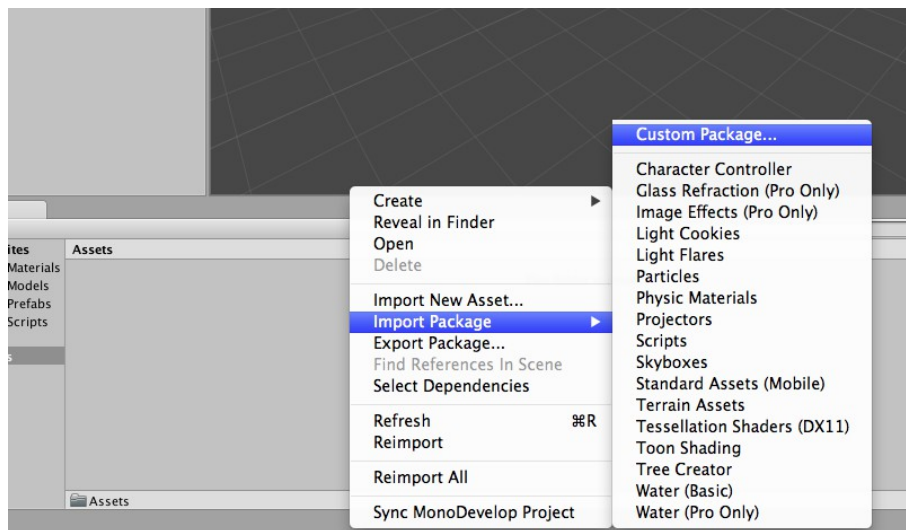 ites
Materials
Models
Prefabs
Scripts
s
Assets
Assets
Create
Reveal in Finder
Open
Delete
Import New Asset...
Import Package
Export Package...
Find References In Scene
Select Dependencies
Refresh ⌘R
Reimport
Reimport All
Sync MonoDevelop Project
Custom Package...
Character Controller
Glass Refraction (Pro Only)
Image Effects (Pro Only)
Light Cookies
Light Flares
Particles
Physic Materials
Projectors
Scripts
Skyboxes
Standard Assets (Mobile)
Terrain Assets
Tessellation Shaders (DX11)
Toon Shading
Tree Creator
Water (Basic)
Water (Pro Only)